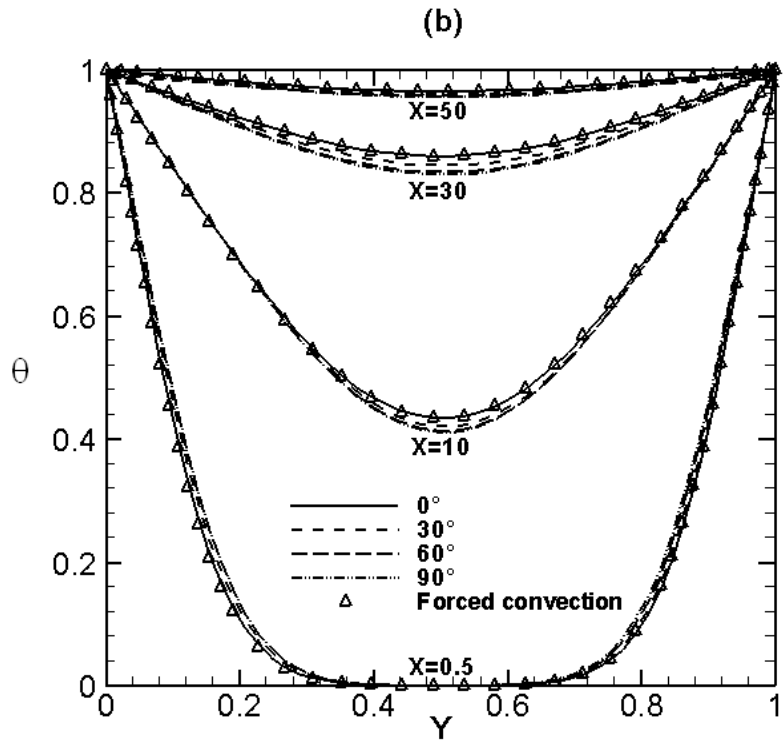 (b)
1
X=50
X=30
0.8
0.6
θ
0.4
X=10
0°
30°
60°
90°
Forced convection
0.2
X=0.5
0
0 0.2 0.4 0.6 0.8 1
Y